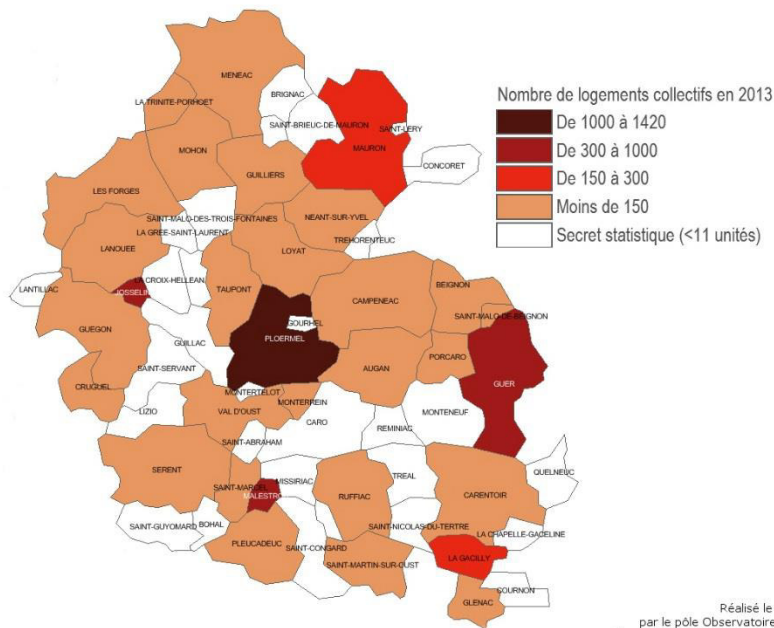 MENEAC
BRIGNAC
LA TRINITE-PORHOET
SAINT-BRIEUC-DE-MAURON
SAINT-LERY
MAURON
MOHON
CONCORET
GUILLIERS
LES FORGES
SAINT-MALO-DES-TROIS-FONTAINES
NEANT-SUR-YVEL
LA GREE-SAINT-LAURENT
TREHORENTEUC
LANOUEE
LOYAT
LA CROIX-HELLEAN
LANTILLAC
JOSSELIN
TAUPONT
CAMPENEAC
BEIGNON
SAINT-MALO-DE-BEIGNON
GOURHEL
GUEGON
PLOERMEL
GUILLAC
PORCARO
AUGAN
SAINT-SERVANT
GUER
CRUGUEL
MONTERTELOT
MONTERREIN
LIZIO
VAL D'OUST
MONTENEUF
CARO
REMINIAC
SAINT-ABRAHAM
SERENT
QUELNEUC
MISSIRIAC
TREAL
SAINT-MARCEL
MALESTROI
RUFFIAC
CARENTOIR
SAINT-GUYOMARD
BOHAL
SAINT-NICOLAS-DU-TERTRE
LA CHAPELLE-GACELINE
PLEUCADEUC
SAINT-CONGARD
LA GACILLY
SAINT-MARTIN-SUR-OUST
COURNON
GLENAC
Nombre de logements collectifs en 2013
De 1000 à 1420
De 300 à 1000
De 150 à 300
Moins de 150
Secret statistique (<11 unités)
Réalisé le
par le pôle Observatoire